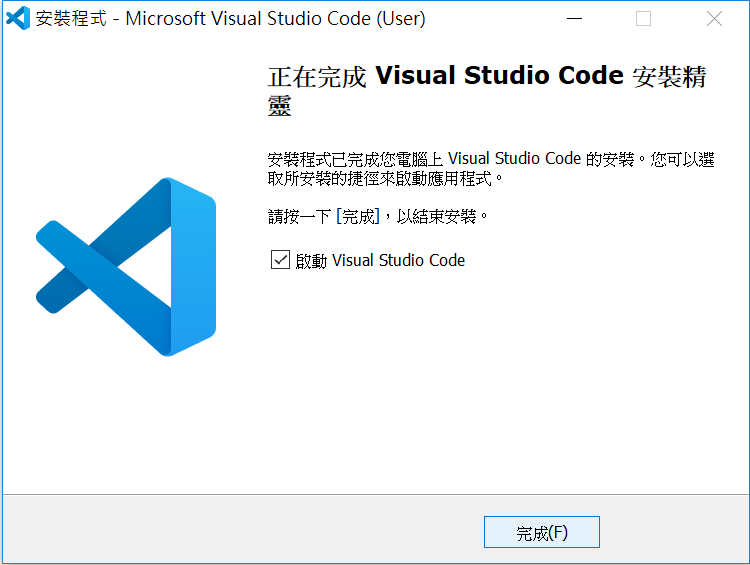 安裝程式 - Microsoft Visual Studio Code (User)
正在完成 Visual Studio Code 安裝精
靈
安裝程式已完成您電腦上 Visual Studio Code 的安裝。您可以選
取所安裝的捷徑來啟動應用程式。
請按一下 [完成]，以結束安裝。
啟動 Visual Studio Code
完成(F)